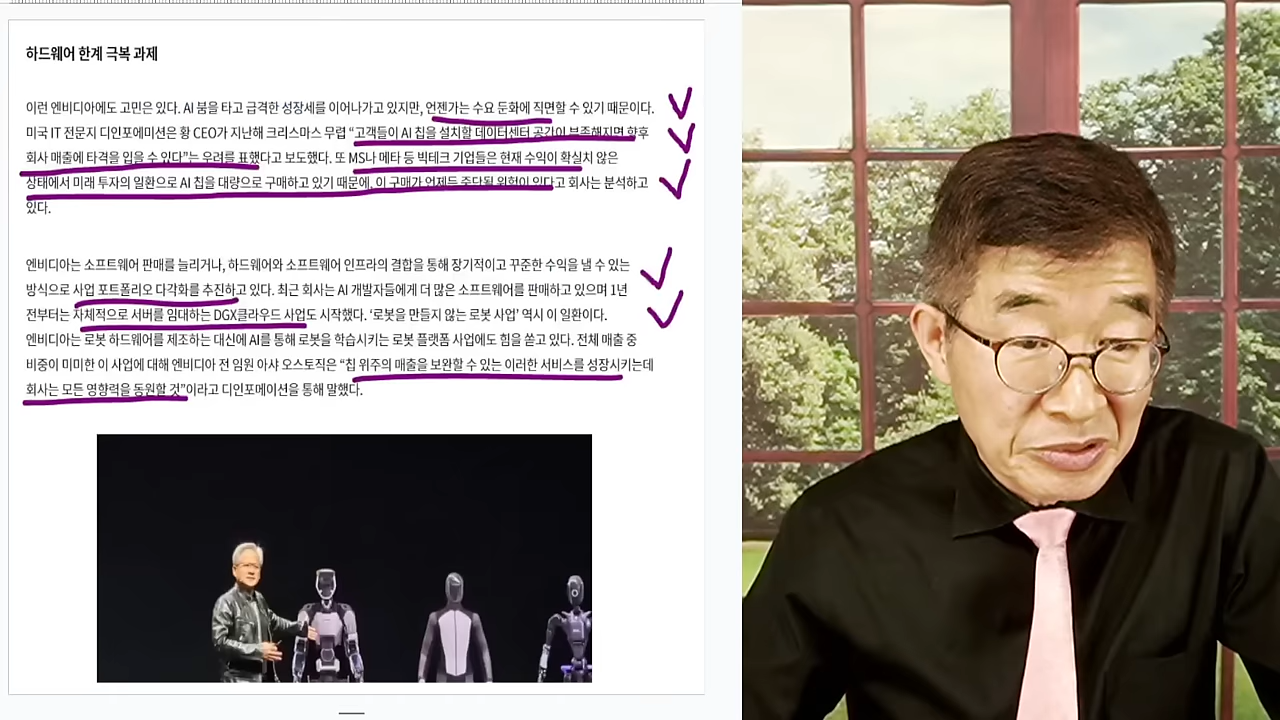 하드웨어 한계 극복 과제
이런 엔비디아에도 고민은 있다. AI 붐을 타고 급격한 성장세를 이어나가고 있지만, 언젠가는 수요 둔화에 직면할 수 있기 때문이다.
미국 IT 전문지 디인포메이션은 황 CEO가 지난해 크리스마스 무렵 “고객들이 AI 칩을 설치할 데이터센터 공간이 부족해지면 향후
회사 매출에 타격을 입을 수 있다”는 우려를 표했다고 보도했다. 또 MS나 메타 등 빅테크 기업들은 현재 수익이 확실치 않은
상태에서 미래 투자의 일환으로 AI 칩을 대량으로 구매하고 있기 때문에, 이 구매가 언제든 중단될 위험이 있다고 회사는 분석하고
있다.
엔비디아는 소프트웨어 판매를 늘리거나, 하드웨어와 소프트웨어 인프라의 결합을 통해 장기적이고 꾸준한 수익을 낼 수 있는
방식으로 사업 포트폴리오 다각화를 추진하고 있다. 최근 회사는 AI 개발자들에게 더 많은 소프트웨어를 판매하고 있으며 1년
전부터는 자체적으로 서버를 임대하는 DGX클라우드 사업도 시작했다. ‘로봇을 만들지 않는 로봇 사업’ 역시 이 일환이다.
엔비디아는 로봇 하드웨어를 제조하는 대신에 AI를 통해 로봇을 학습시키는 로봇 플랫폼 사업에도 힘을 쏟고 있다. 전체 매출 중
비중이 미미한 이 사업에 대해 엔비디아 전 임원 아샤 오스토직은 “칩 위주의 매출을 보완할 수 있는 이러한 서비스를 성장시키는데
회사는 모든 영향력을 동원할 것”이라고 디인포메이션을 통해 말했다.